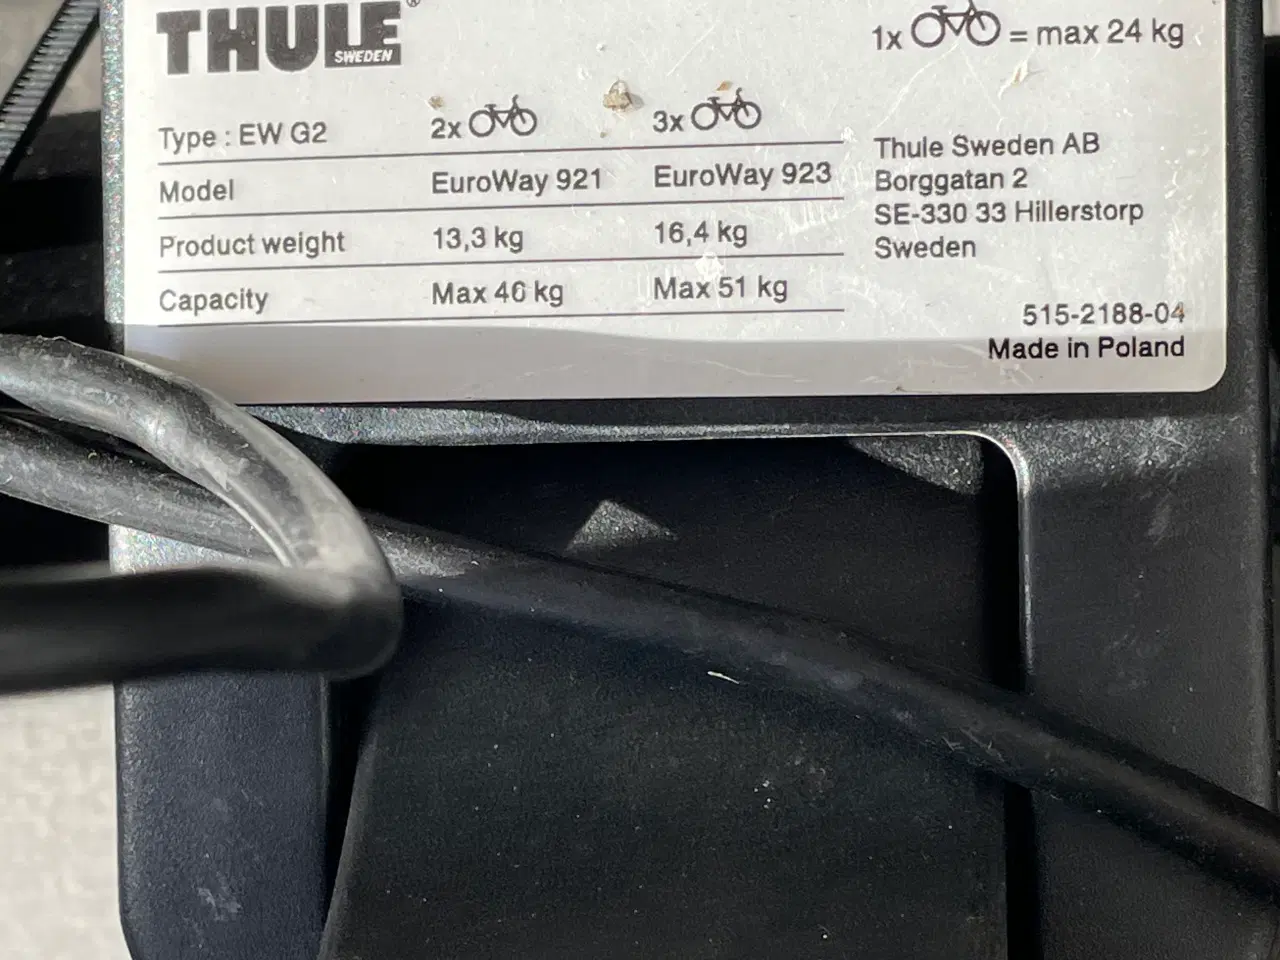 THULE®
SWEDEN
1x = max 24 kg
Type : EW G2 2x 3x
Model EuroWay 921 EuroWay 923
Product weight 13,3 kg 16,4 kg
Capacity Max 46 kg Max 51 kg
Thule Sweden AB
Borggatan 2
SE-330 33 Hillerstorp
Sweden
515-2188-04
Made in Poland